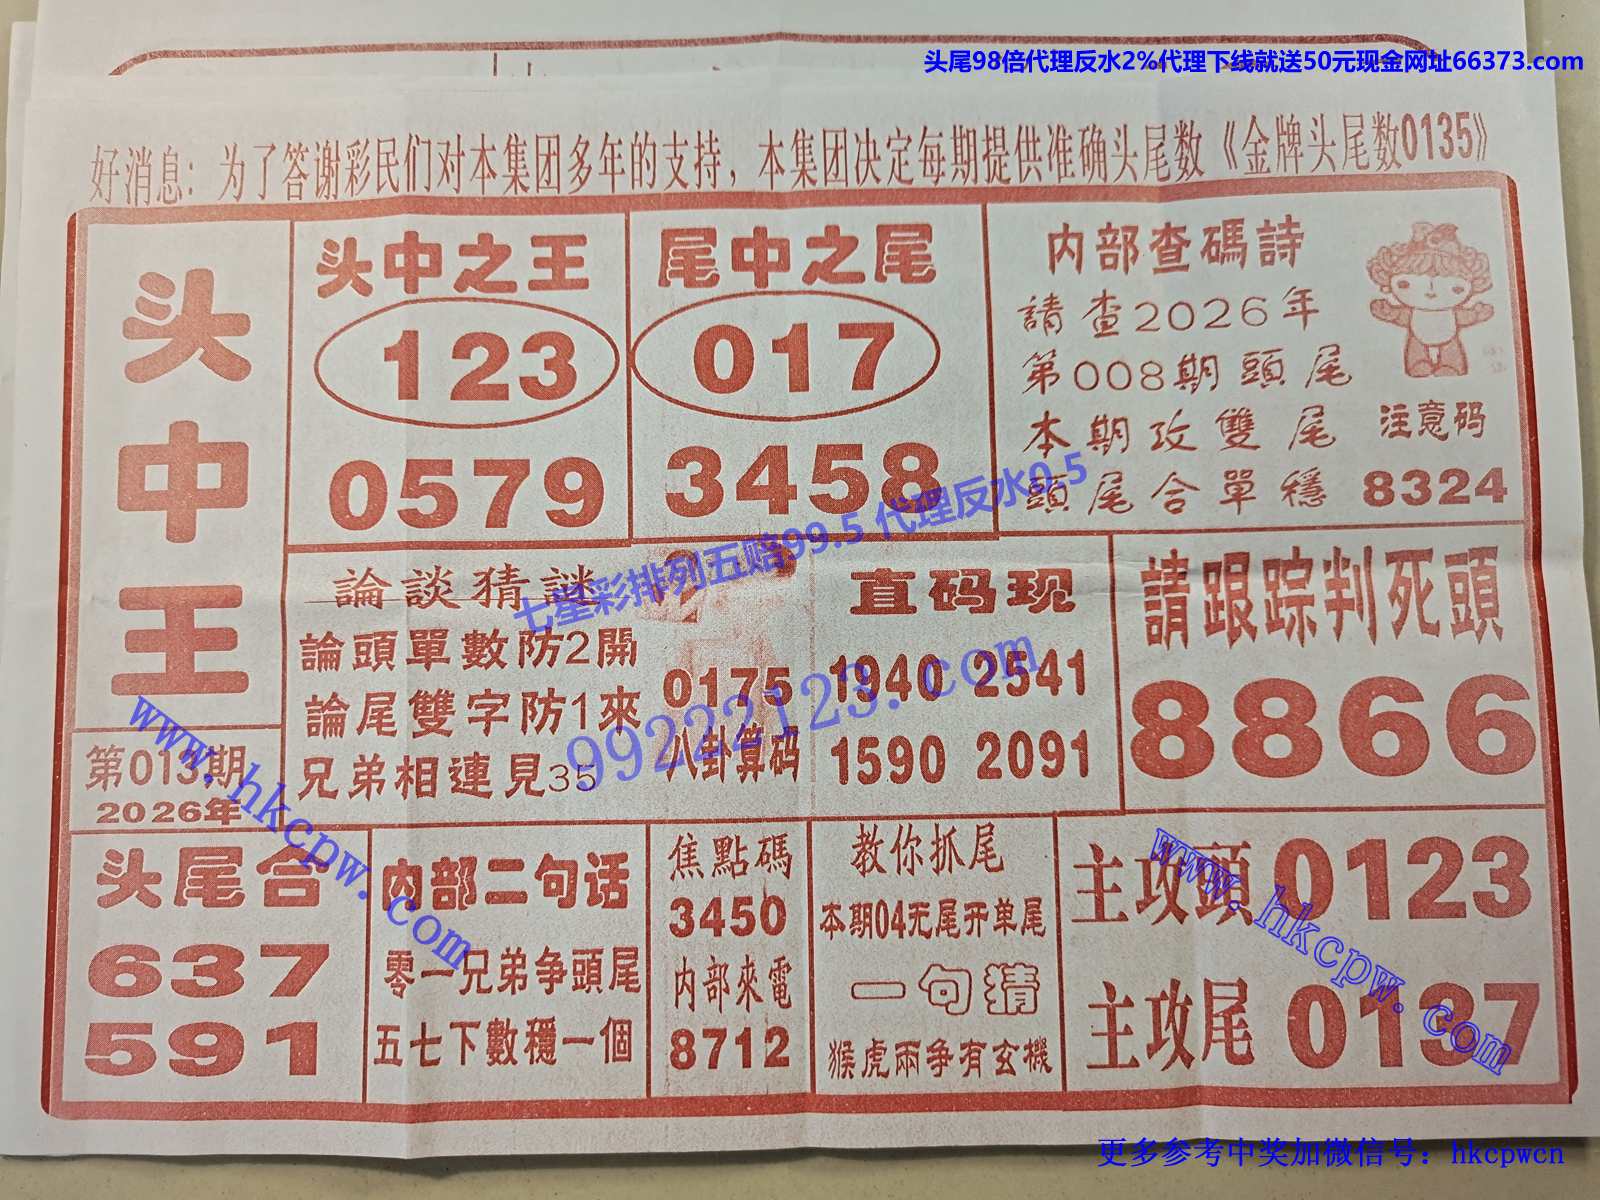 头尾98倍代理反水2%代理下线就送50元现金网址66373.com
好消息：为了答谢彩民们对本集团多年的支持，本集团决定每期提供准确头尾数《金牌头尾数0135》
头中王
第013期
2026年
头中之王
123
0579
尾中之尾
017
3458
内部查碼詩
請查2026年
第008期頭尾
本期攻雙尾
頭尾合單穩
注意码
8324
論談猜謎
論頭單數防2開
論尾雙字防1來
兄弟相連見35
0175
八卦算码
直码现
1940 2541
1590 2091
請跟踪判死頭
8866
七星彩排列五赔99.5 代理反水0.5
99222123.com
www.hkcpw.com
头尾合
637
591
内部二句话
零一兄弟争頭尾
五七下數穩一個
焦點碼
3450
内部來電
8712
教你抓尾
本期04无尾开单尾
一句猜
猴虎兩争有玄機
主攻頭0123
主攻尾0137
www.hkcpw.com
更多参考中奖加微信号：hkcpwcn